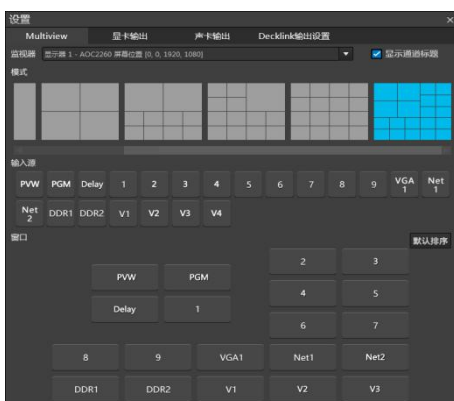 设置 ×
Multiview 显卡输出 声卡输出 Decklink输出设置
监视器 显示器 1 - AOC2260 屏幕位置 [0, 0, 1920, 1080] 显示通道标题
模式
输入源
PVW PGM Delay 1 2 3 4 5 6 7 8 9 VGA 1 Net 1
Net 2 DDR1 DDR2 V1 V2 V3 V4
窗口 默认排序
2 3
PVW PGM
4 5
Delay 1
6 7
8 9 VGA1 Net1 Net2
DDR1 DDR2 V1 V2 V3